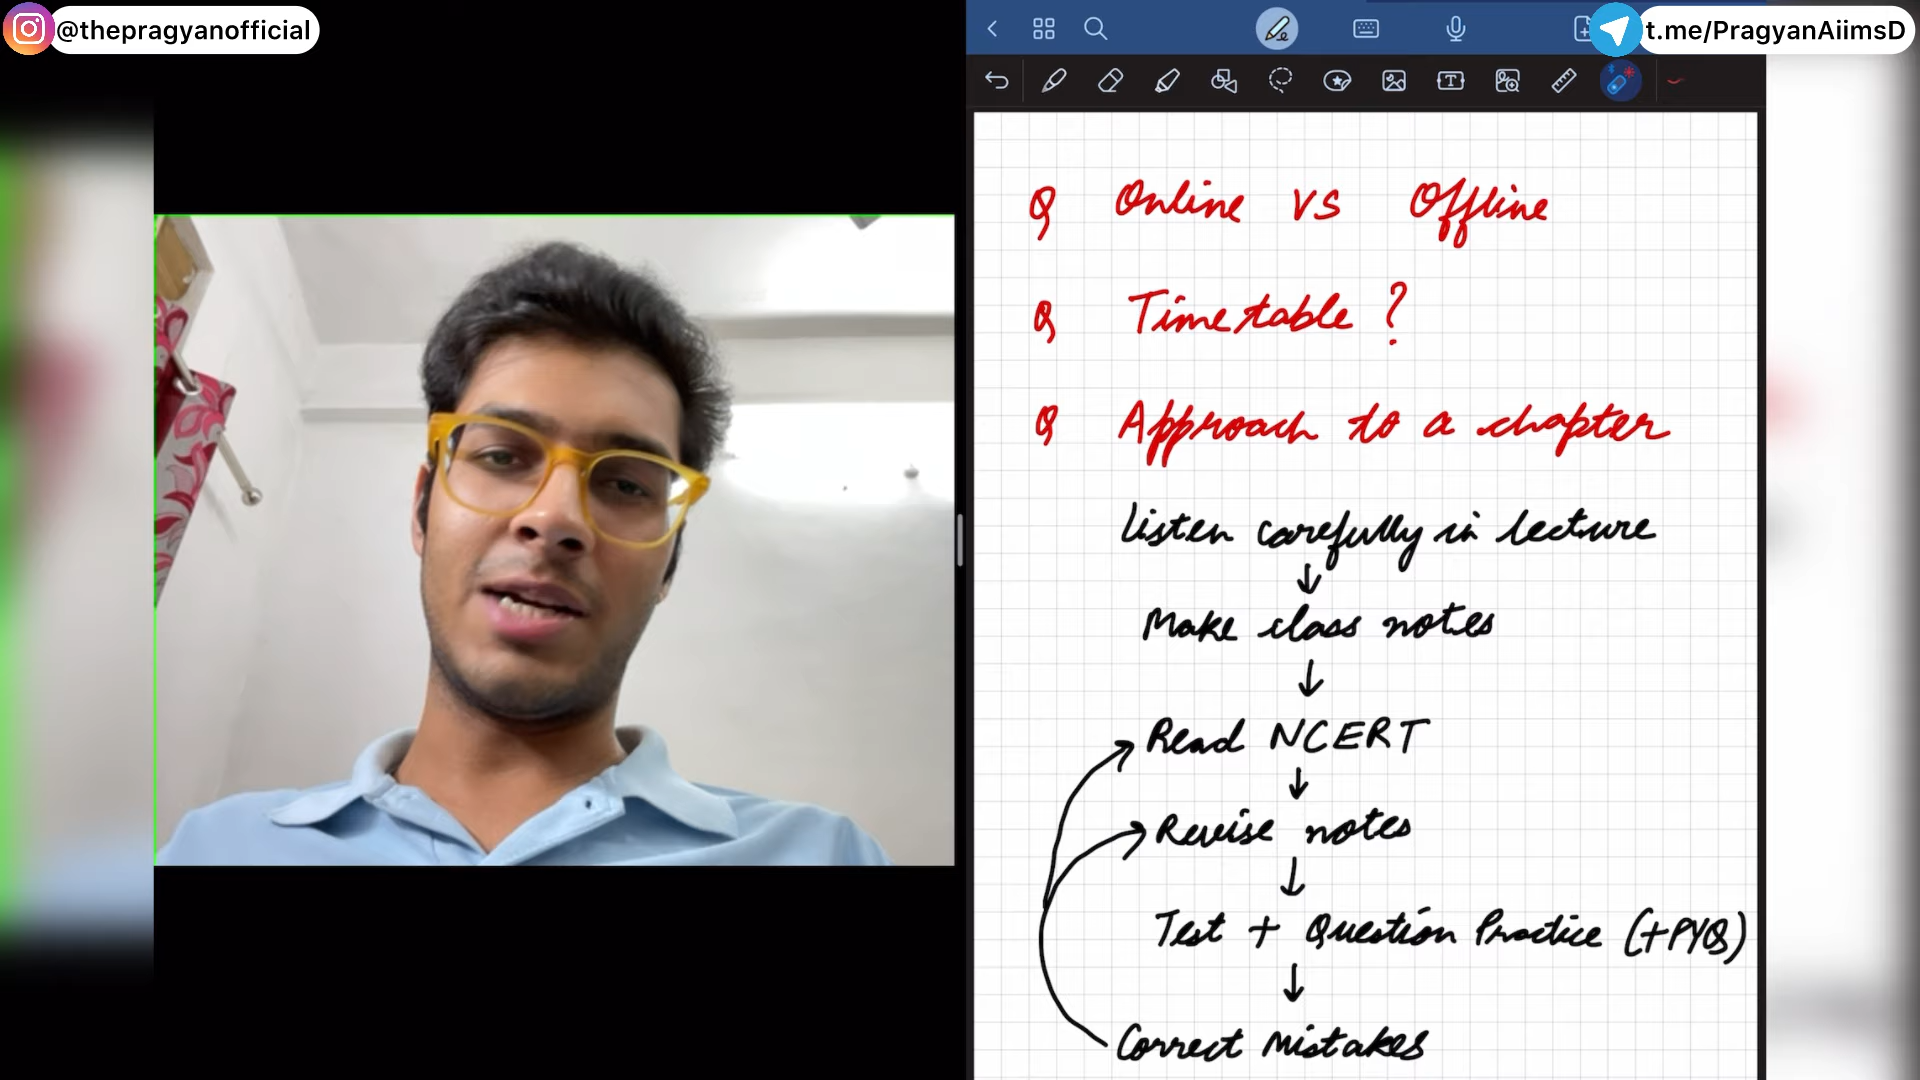 @thepragyanofficial
t.me/PragyanAiimsD
Q Online VS Offline
Q Timetable ?
Q Approach to a chapter
Listen carefully in lecture
↓
Make class notes
↓
Read NCERT
↓
Revise notes
↓
Test + Question Practice (+PYQ)
↓
Correct mistakes